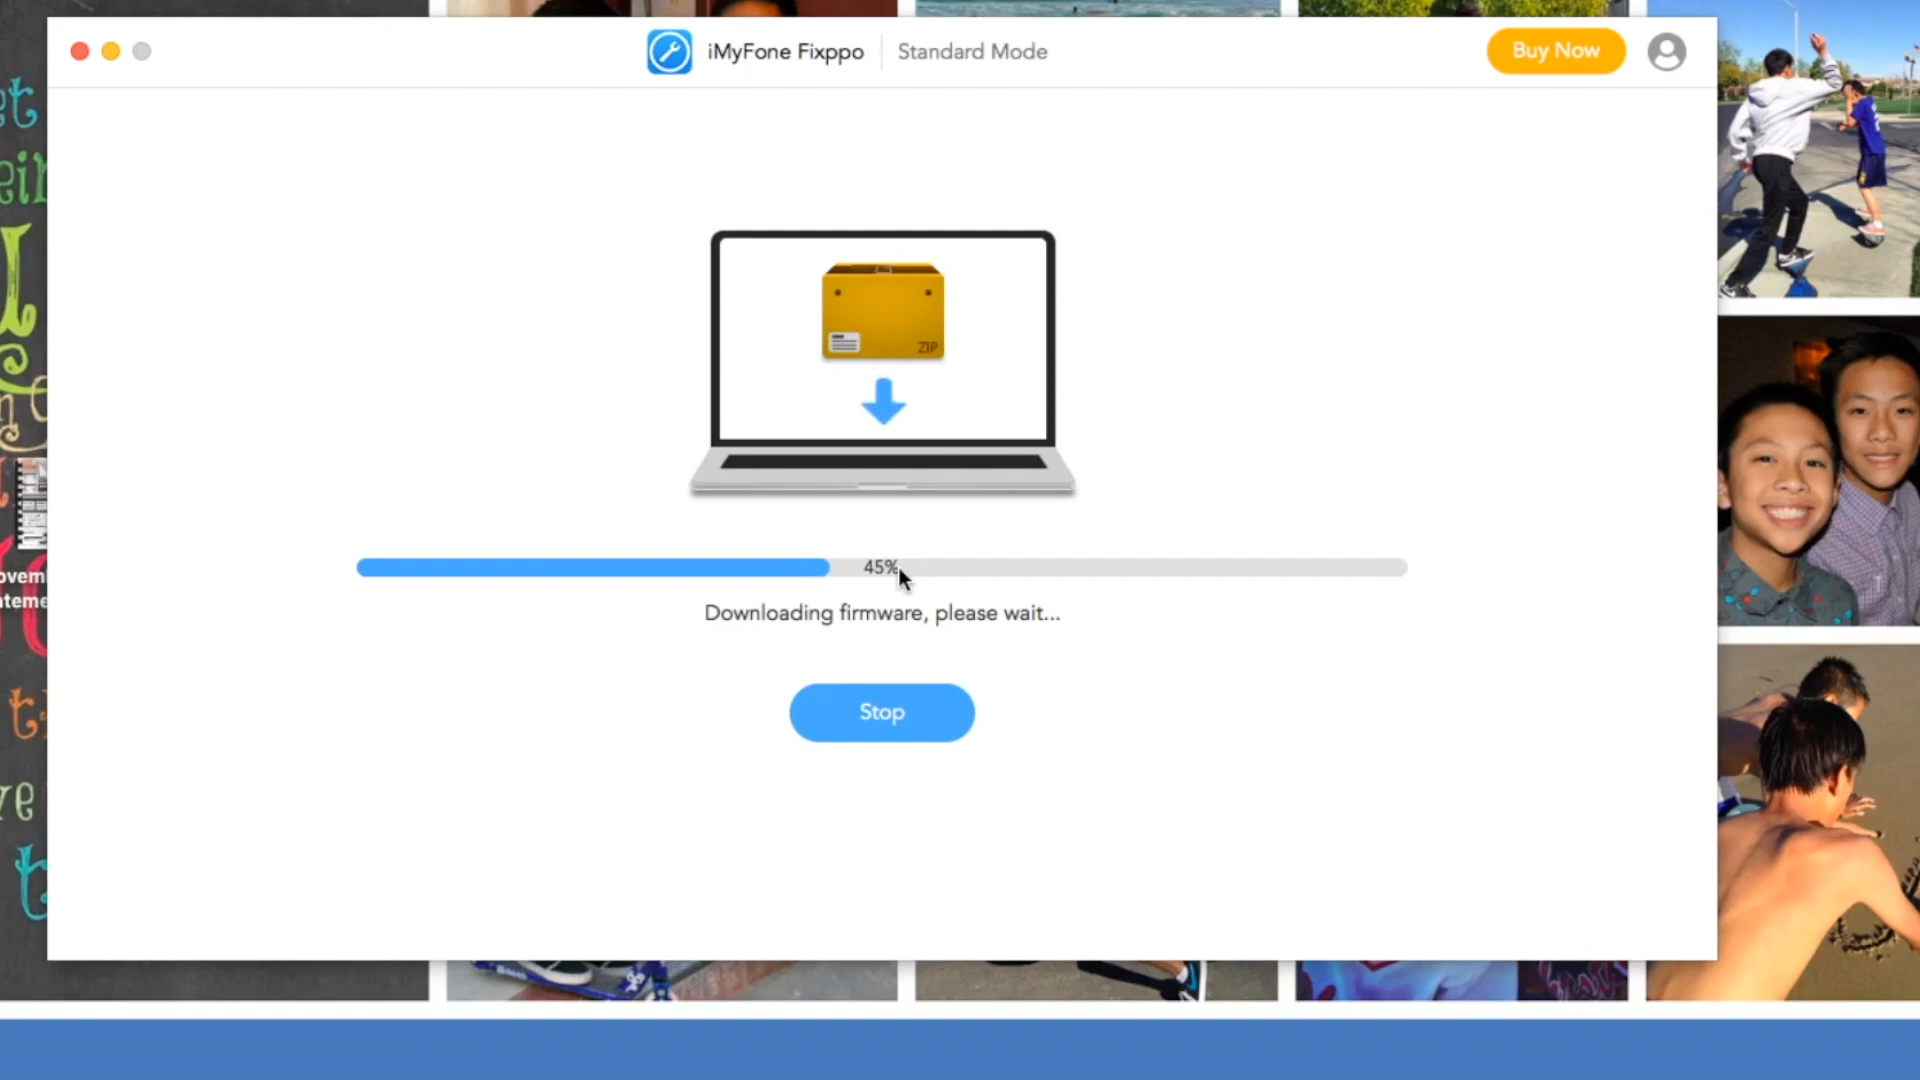 iMyFone Fixppo
Standard Mode
Buy Now
ZIP
45%
Downloading firmware, please wait...
Stop